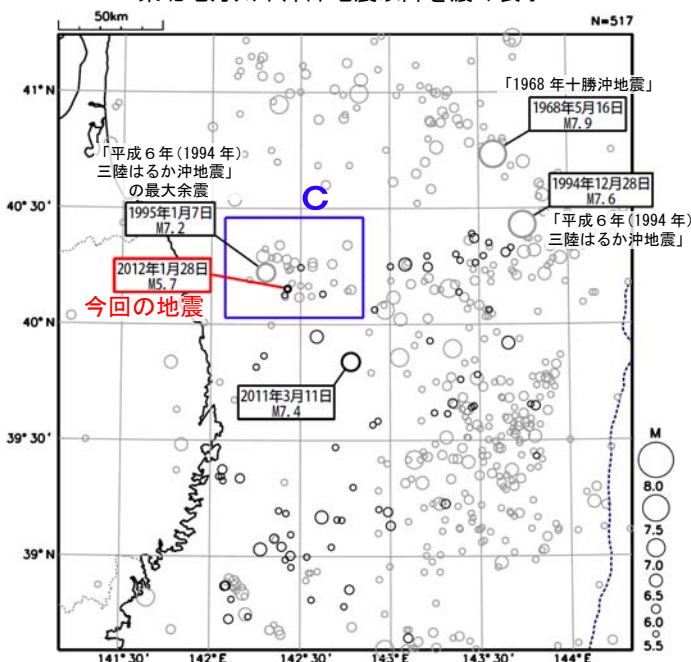 50km
N=517
41°N
「1968 年十勝沖地震」
1968年5月16日
M7.9
「平成６年(1994 年)
三陸はるか沖地震」
の最大余震
1995年1月7日
M7.2
C
1994年12月28日
M7.6
「平成６年(1994 年)
三陸はるか沖地震」
40°30'
2012年1月28日
M5.7
今回の地震
40°N
2011年3月11日
M7.4
39°30'
M
8.0
7.5
7.0
6.5
6.0
5.5
39°N
141°30'
142°E
142°30'
143°E
143°30'
144°E